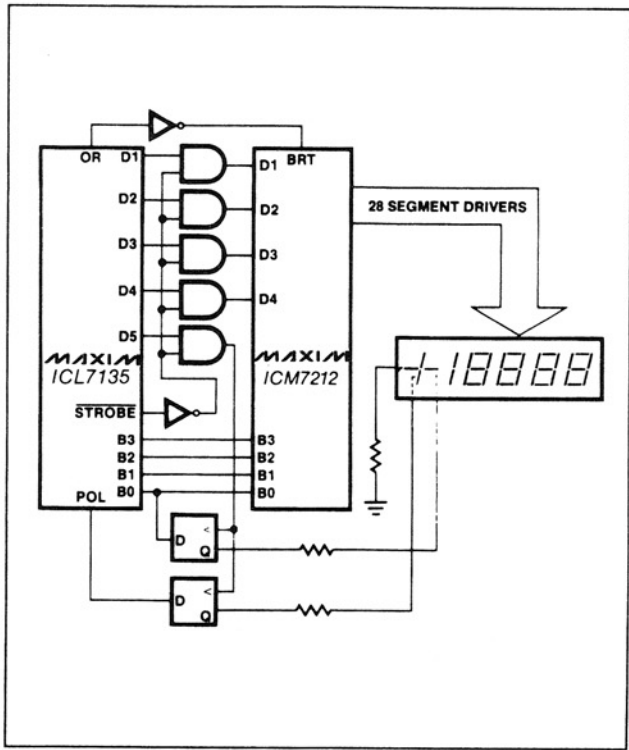 OR
D1
D2
D3
D4
D5
MAXIM
ICL7135
STROBE
B3
B2
B1
B0
POL
BRT
D1
D2
D3
D4
MAXIM
ICM7212
B3
B2
B1
B0
28 SEGMENT DRIVERS
+18888
D
<
Q
D
<
Q